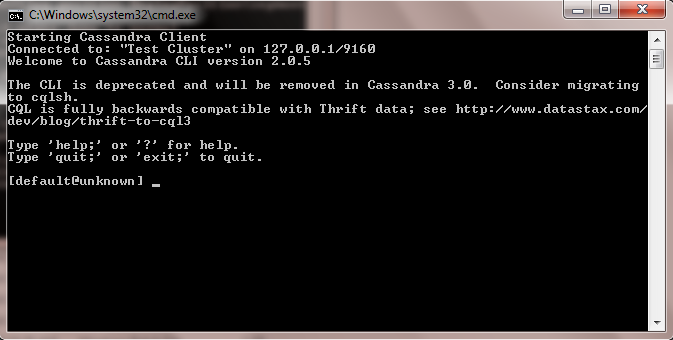 C:\Windows\system32\cmd.exe
Starting Cassandra Client
Connected to: "Test Cluster" on 127.0.0.1/9160
Welcome to Cassandra CLI version 2.0.5
The CLI is deprecated and will be removed in Cassandra 3.0.  Consider migrating
to cqlsh.
CQL is fully backwards compatible with Thrift data; see http://www.datastax.com/
dev/blog/thrift-to-cql3
Type 'help;' or '?' for help.
Type 'quit;' or 'exit;' to quit.
[default@unknown] _